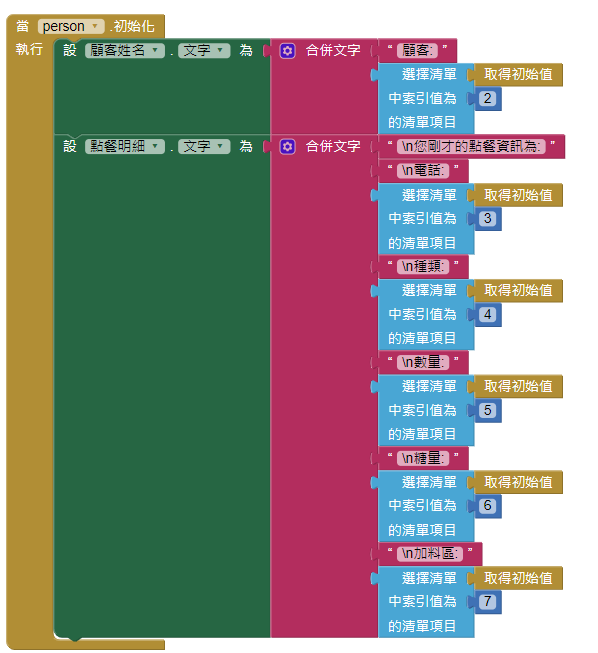 當 person .初始化
執行 設 顧客姓名 . 文字 為 合併文字 “ 顧客: ”
選擇清單 取得初始值
中索引值為 2
的清單項目
設 點餐明細 . 文字 為 合併文字 “ \n您剛才的點餐資訊為: ”
“ \n電話: ”
選擇清單 取得初始值
中索引值為 3
的清單項目
“ \n種類: ”
選擇清單 取得初始值
中索引值為 4
的清單項目
“ \n數量: ”
選擇清單 取得初始值
中索引值為 5
的清單項目
“ \n糖量: ”
選擇清單 取得初始值
中索引值為 6
的清單項目
“ \n加料區: ”
選擇清單 取得初始值
中索引值為 7
的清單項目